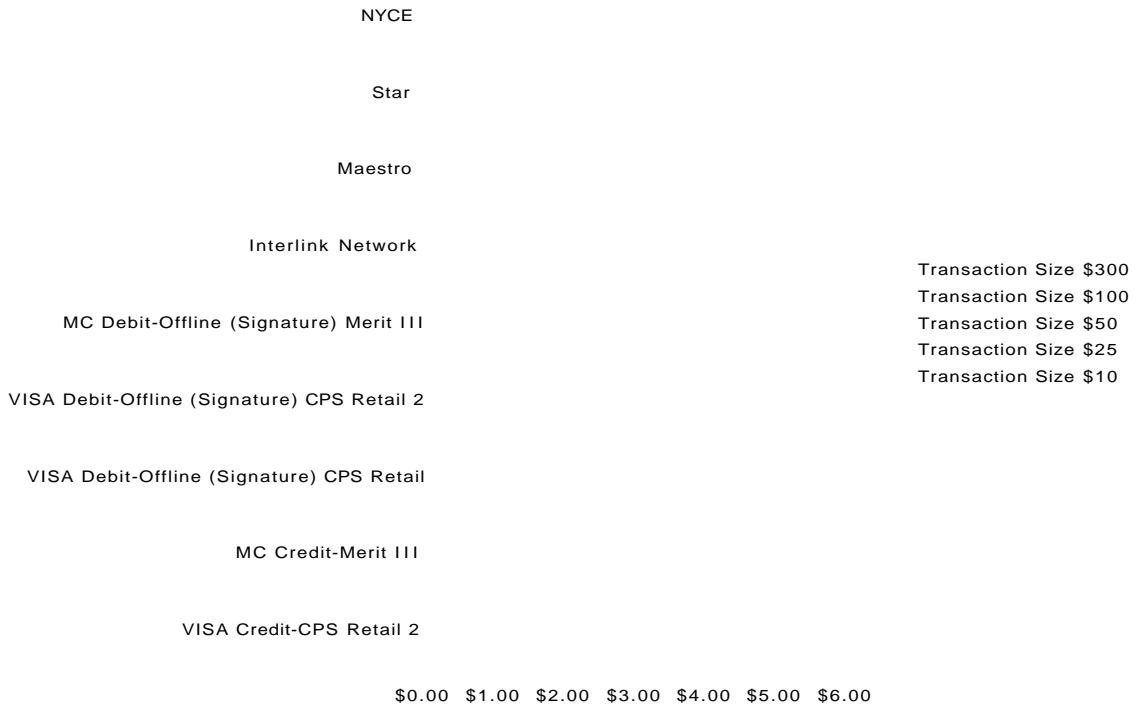 NYCE
Star
Maestro
Interlink Network
MC Debit-Offline (Signature) Merit III
VISA Debit-Offline (Signature) CPS Retail 2
VISA Debit-Offline (Signature) CPS Retail
MC Credit-Merit III
VISA Credit-CPS Retail 2
$0.00 $1.00 $2.00 $3.00 $4.00 $5.00 $6.00
Transaction Size $300
Transaction Size $100
Transaction Size $50
Transaction Size $25
Transaction Size $10